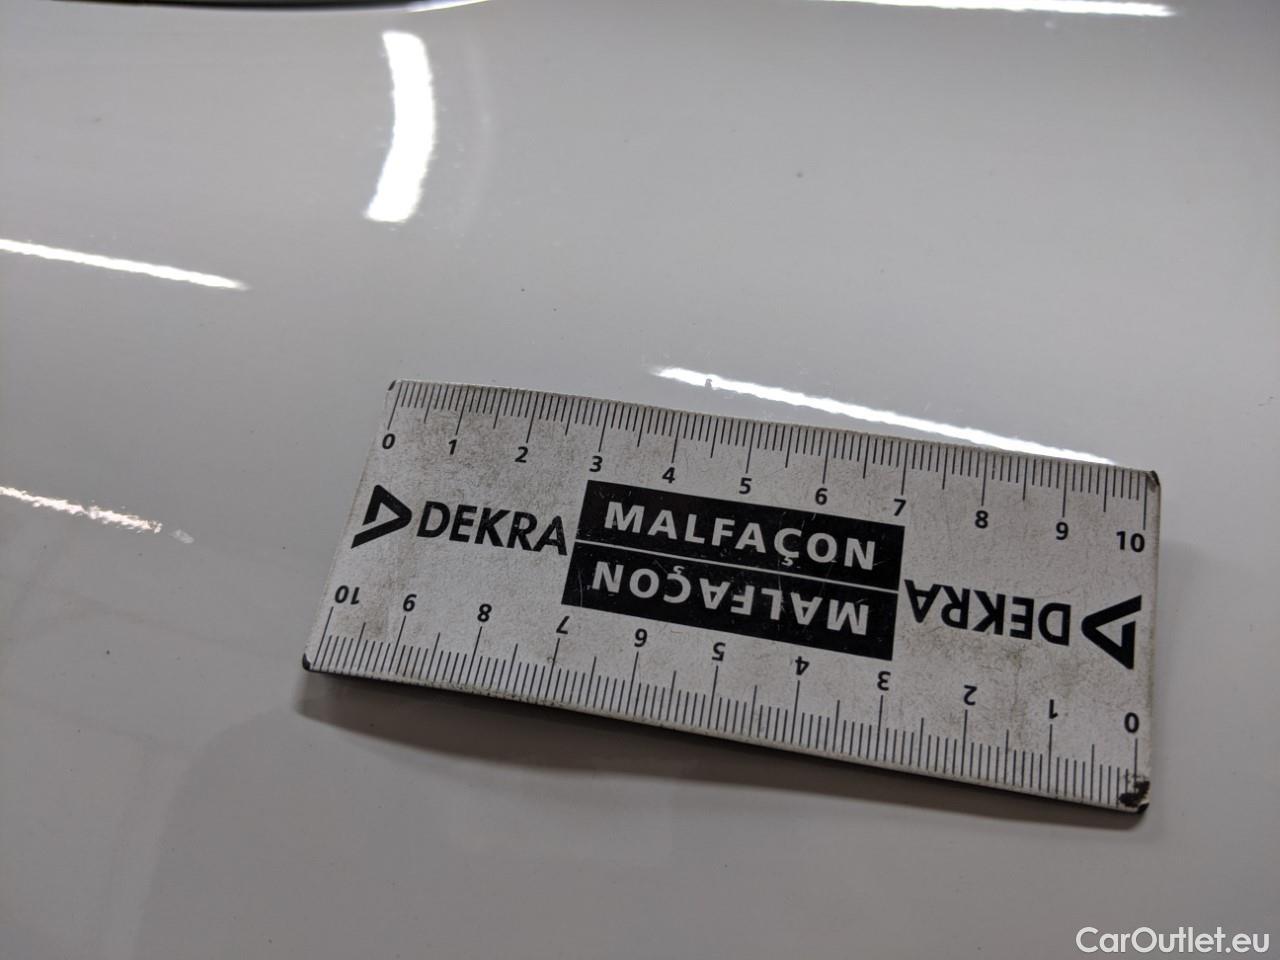 0 1 2 3 4 5 6 7 8 9 10
DEKRA MALFAÇON
MALFAÇON DEKRA
10 9 8 7 6 5 4 3 2 1 0
CarOutlet.eu